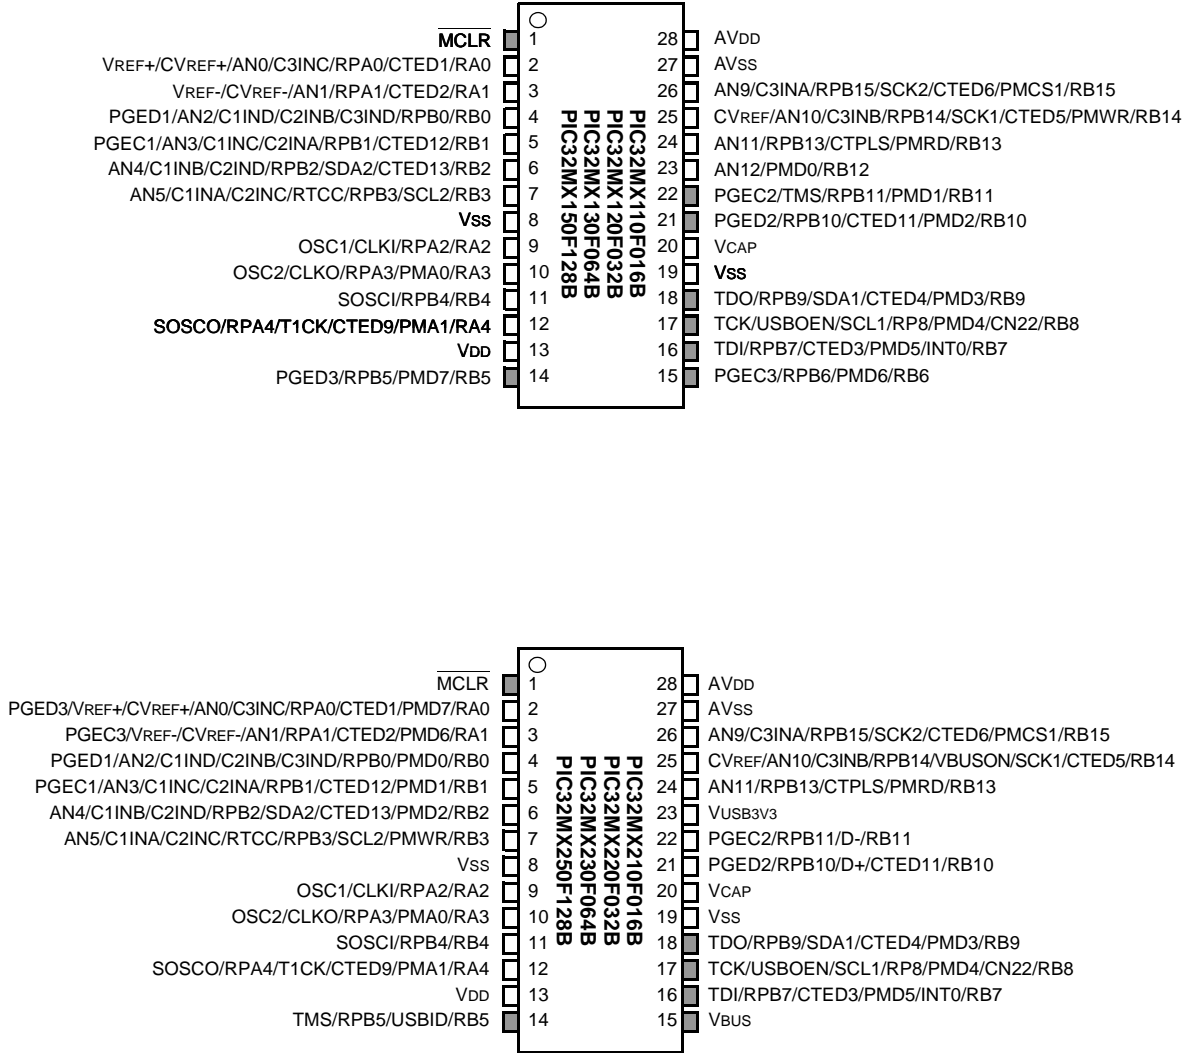 MCLR 1 28 AVDD
VREF+/CVREF+/AN0/C3INC/RPA0/CTED1/RA0 2 27 AVSS
VREF-/CVREF-/AN1/RPA1/CTED2/RA1 3 26 AN9/C3INA/RPB15/SCK2/CTED6/PMCS1/RB15
PGED1/AN2/C1IND/C2INB/C3IND/RPB0/RB0 4 25 CVREF/AN10/C3INB/RPB14/SCK1/CTED5/PMWR/RB14
PGEC1/AN3/C1INC/C2INA/RPB1/CTED12/RB1 5 24 AN11/RPB13/CTPLS/PMRD/RB13
AN4/C1INB/C2IND/RPB2/SDA2/CTED13/RB2 6 23 AN12/PMD0/RB12
AN5/C1INA/C2INC/RTCC/RPB3/SCL2/RB3 7 22 PGEC2/TMS/RPB11/PMD1/RB11
VSS 8 21 PGED2/RPB10/CTED11/PMD2/RB10
OSC1/CLKI/RPA2/RA2 9 20 VCAP
OSC2/CLKO/RPA3/PMA0/RA3 10 19 VSS
SOSCI/RPB4/RB4 11 18 TDO/RPB9/SDA1/CTED4/PMD3/RB9
SOSCO/RPA4/T1CK/CTED9/PMA1/RA4 12 17 TCK/USBOEN/SCL1/RP8/PMD4/CN22/RB8
VDD 13 16 TDI/RPB7/CTED3/PMD5/INT0/RB7
PGED3/RPB5/PMD7/RB5 14 15 PGEC3/RPB6/PMD6/RB6
PIC32MX110F016B
PIC32MX120F032B
PIC32MX130F064B
PIC32MX150F128B
MCLR 1 28 AVDD
PGED3/VREF+/CVREF+/AN0/C3INC/RPA0/CTED1/PMD7/RA0 2 27 AVSS
PGEC3/VREF-/CVREF-/AN1/RPA1/CTED2/PMD6/RA1 3 26 AN9/C3INA/RPB15/SCK2/CTED6/PMCS1/RB15
PGED1/AN2/C1IND/C2INB/C3IND/RPB0/PMD0/RB0 4 25 CVREF/AN10/C3INB/RPB14/VBUSON/SCK1/CTED5/RB14
PGEC1/AN3/C1INC/C2INA/RPB1/CTED12/PMD1/RB1 5 24 AN11/RPB13/CTPLS/PMRD/RB13
AN4/C1INB/C2IND/RPB2/SDA2/CTED13/PMD2/RB2 6 23 VUSB3V3
AN5/C1INA/C2INC/RTCC/RPB3/SCL2/PMWR/RB3 7 22 PGEC2/RPB11/D-/RB11
VSS 8 21 PGED2/RPB10/D+/CTED11/RB10
OSC1/CLKI/RPA2/RA2 9 20 VCAP
OSC2/CLKO/RPA3/PMA0/RA3 10 19 VSS
SOSCI/RPB4/RB4 11 18 TDO/RPB9/SDA1/CTED4/PMD3/RB9
SOSCO/RPA4/T1CK/CTED9/PMA1/RA4 12 17 TCK/USBOEN/SCL1/RP8/PMD4/CN22/RB8
VDD 13 16 TDI/RPB7/CTED3/PMD5/INT0/RB7
TMS/RPB5/USBID/RB5 14 15 VBUS
PIC32MX210F016B
PIC32MX220F032B
PIC32MX230F064B
PIC32MX250F128B